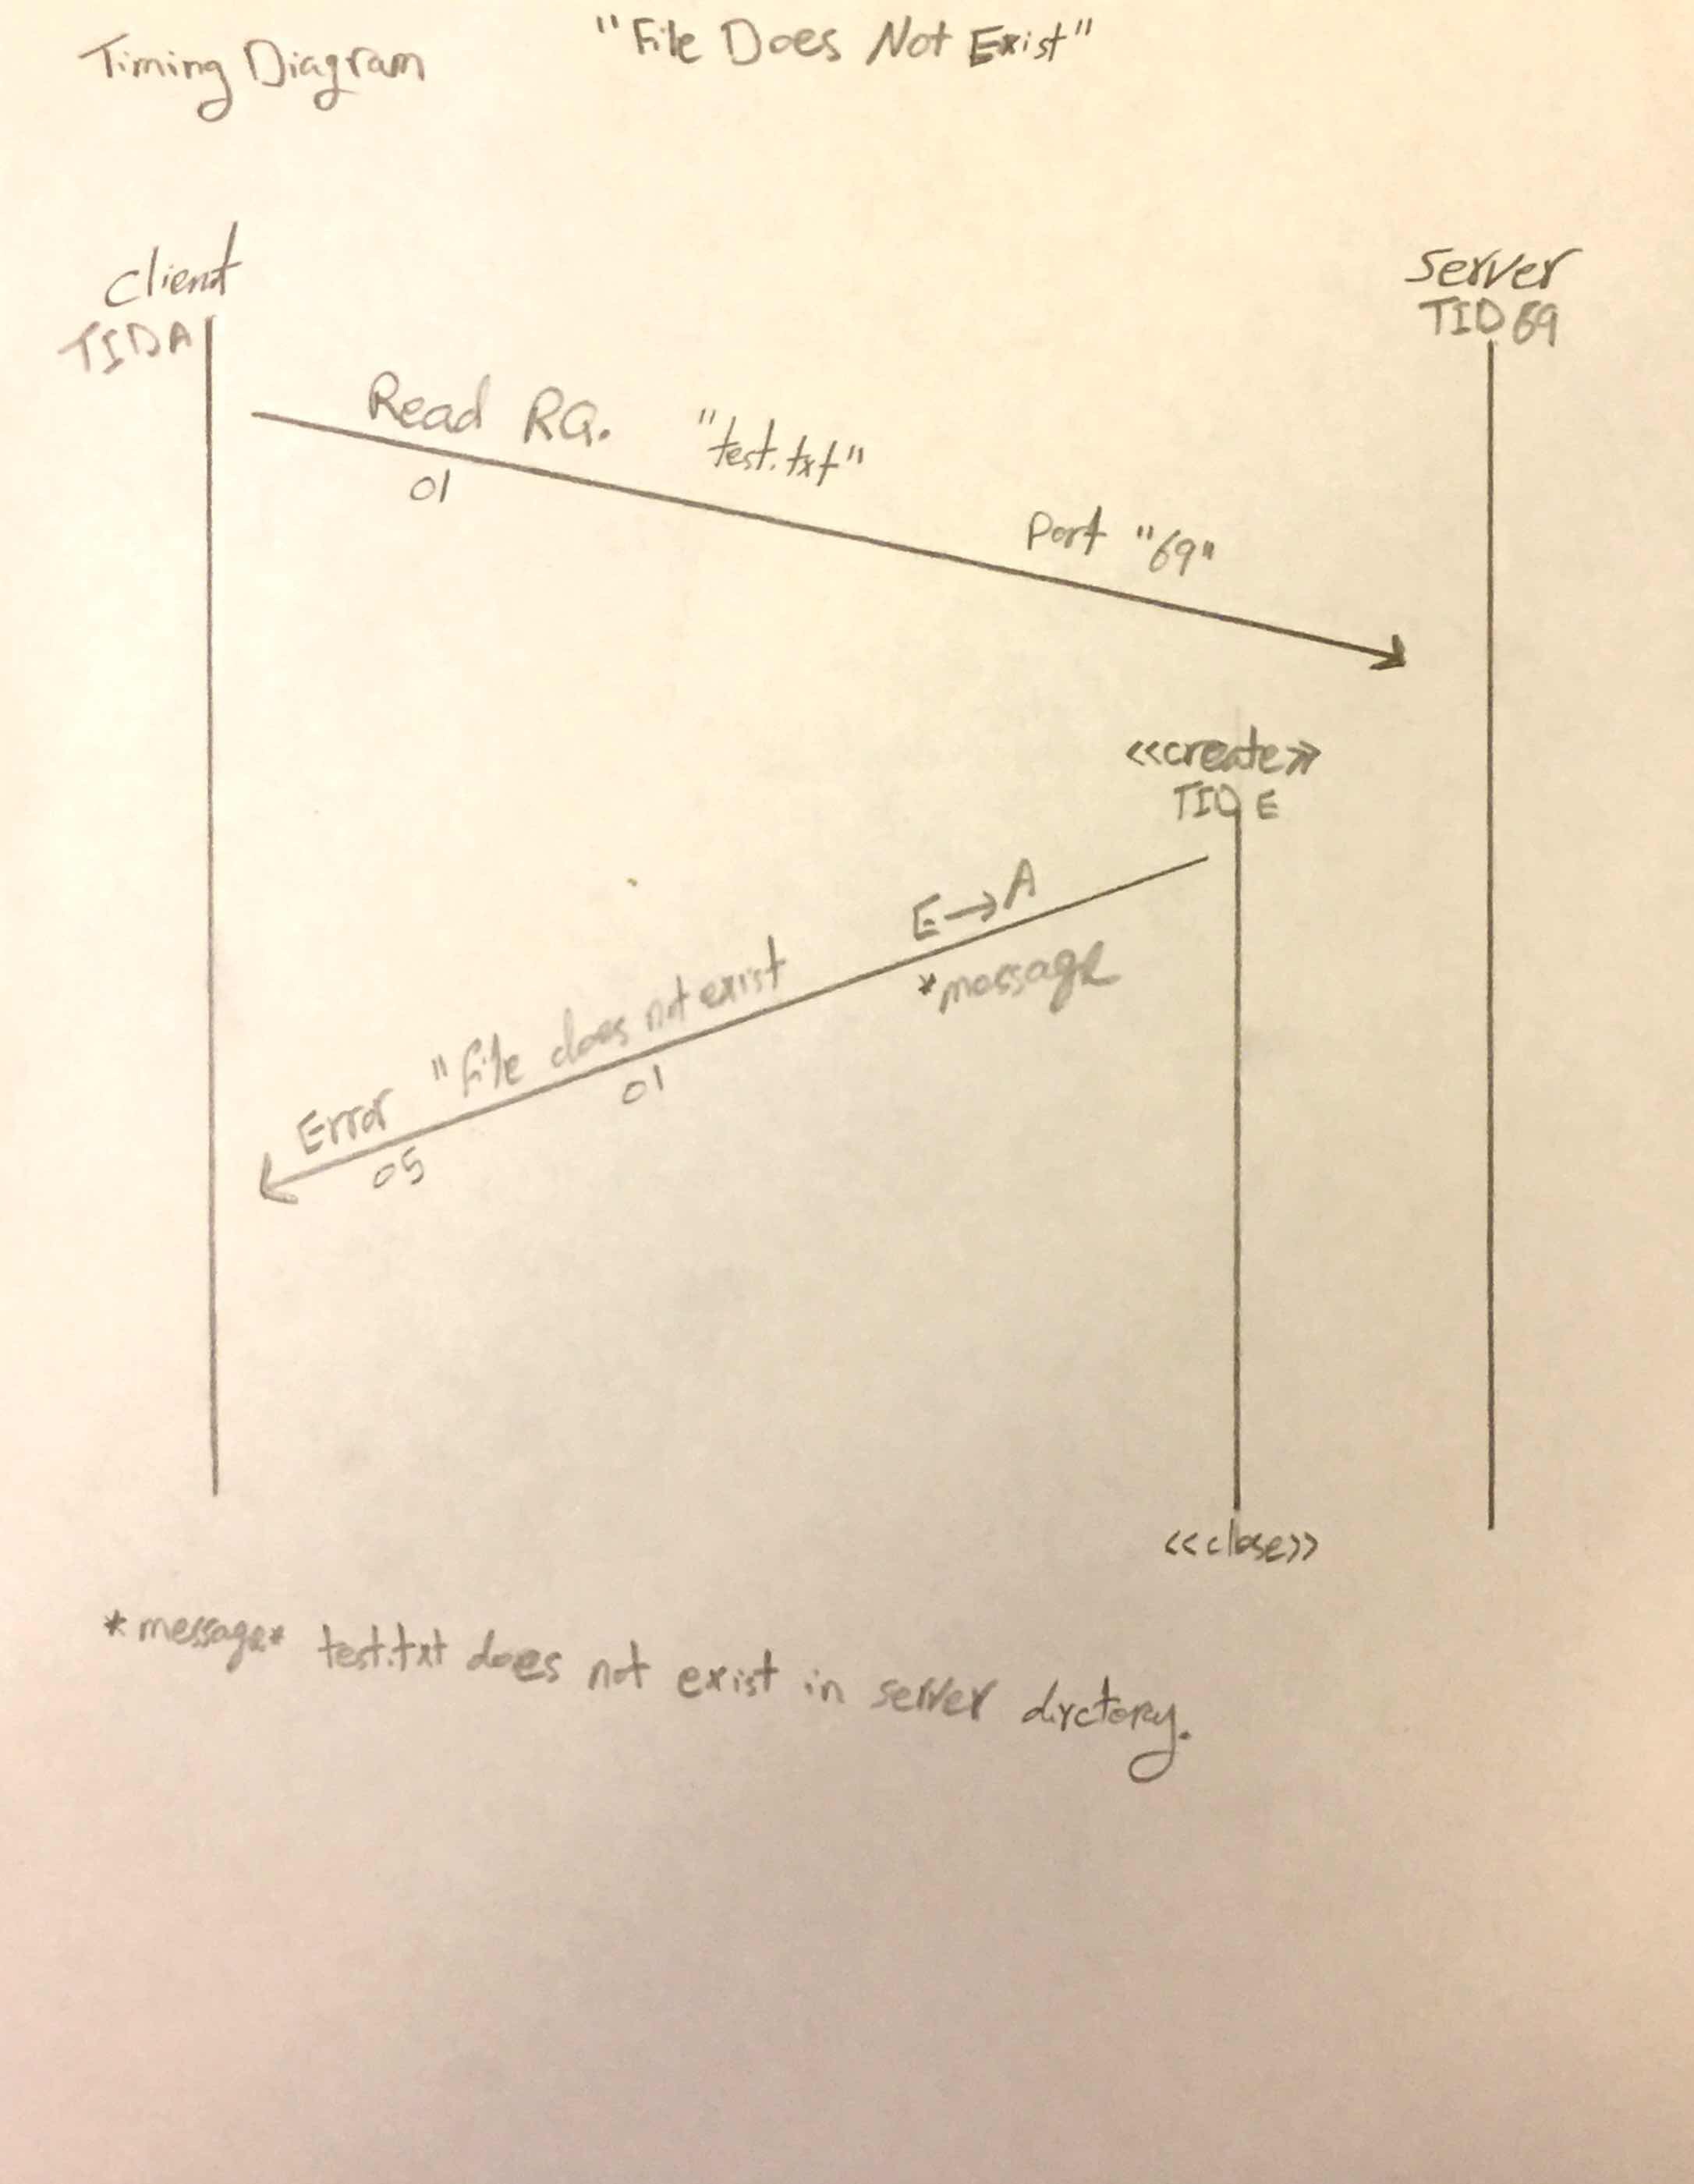 Timing Diagram
"File Does Not Exist"
client
TID A
server
TID 69
Read RQ. "test.txt"
01
Port "69"
<<create>>
TID E
E→A
*message
Error "file does not exist
01
05
<<close>>
*message* test.txt does not exist in server dirctory.